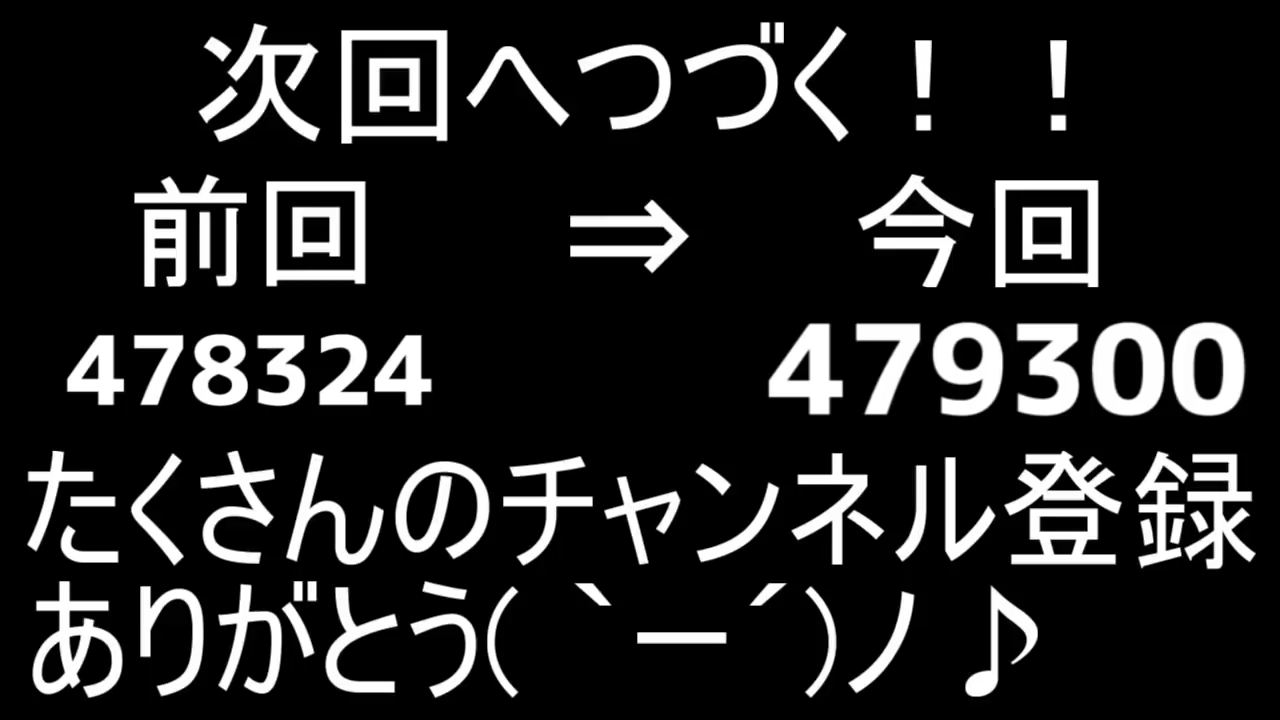 次回へつづく！！
前回 ⇒ 今回
478324 479300
たくさんのチャンネル登録
ありがとう(｀ー´)ノ♪